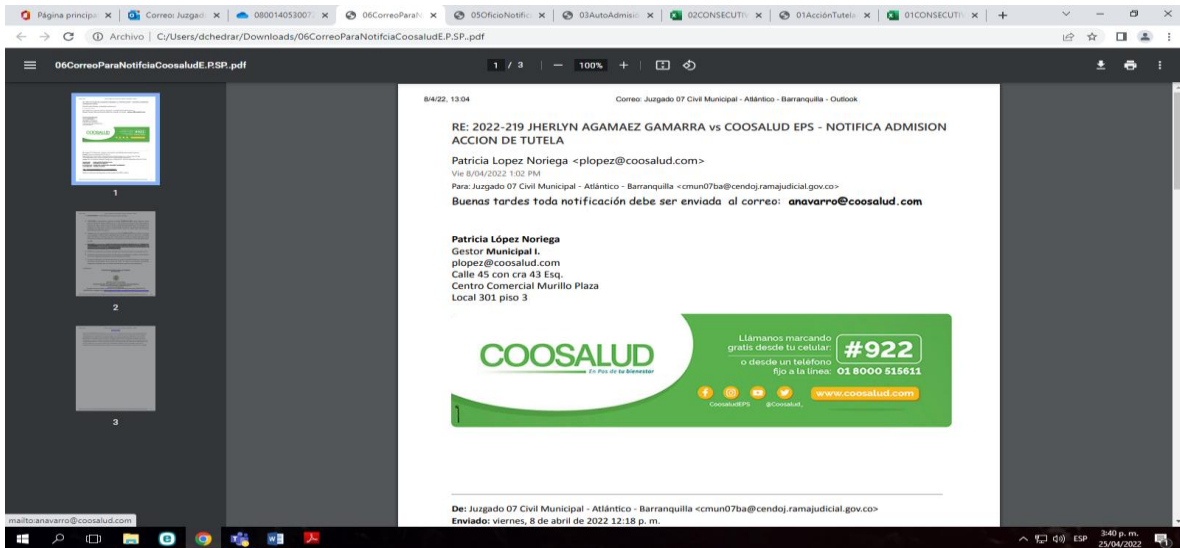 Página principa
Correo: Juzgad
080014053007
06CorreoParaN
05OficioNotific
03AutoAdmisio
02CONSECUTIV
01AcciónTutela
01CONSECUTIV
Archivo | C:/Users/dchedrar/Downloads/06CorreoParaNotifciaCoosaludE.P.SP..pdf
06CorreoParaNotifciaCoosaludE.P.SP..pdf
1 / 3 | — 100% +
1
2
3
8/4/22, 13:04 Correo: Juzgado 07 Civil Municipal - Atlántico - Barranquilla - Outlook
RE: 2022-219 JHERLYN AGAMAEZ GAMARRA vs COOSALUD EPS - NOTIFICA ADMISION
ACCION DE TUTELA
Patricia Lopez Noriega <plopez@coosalud.com>
Vie 8/04/2022 1:02 PM
Para: Juzgado 07 Civil Municipal - Atlántico - Barranquilla <cmun07ba@cendoj.ramajudicial.gov.co>
Buenas tardes toda notificación debe ser enviada al correo: anavarro@coosalud.com
Patricia López Noriega
Gestor Municipal I.
plopez@coosalud.com
Calle 45 con cra 43 Esq.
Centro Comercial Murillo Plaza
Local 301 piso 3
COOSALUD
En Pos de tu bienestar
Llámanos marcando
gratis desde tu celular:
#922
o desde un teléfono
fijo a la línea: 01 8000 515611
www.coosalud.com
CoosaludEPS @Coosalud_
De: Juzgado 07 Civil Municipal - Atlántico - Barranquilla <cmun07ba@cendoj.ramajudicial.gov.co>
Enviado: viernes, 8 de abril de 2022 12:18 p. m.
mailto:anavarro@coosalud.com
ESP
3:40 p. m.
25/04/2022